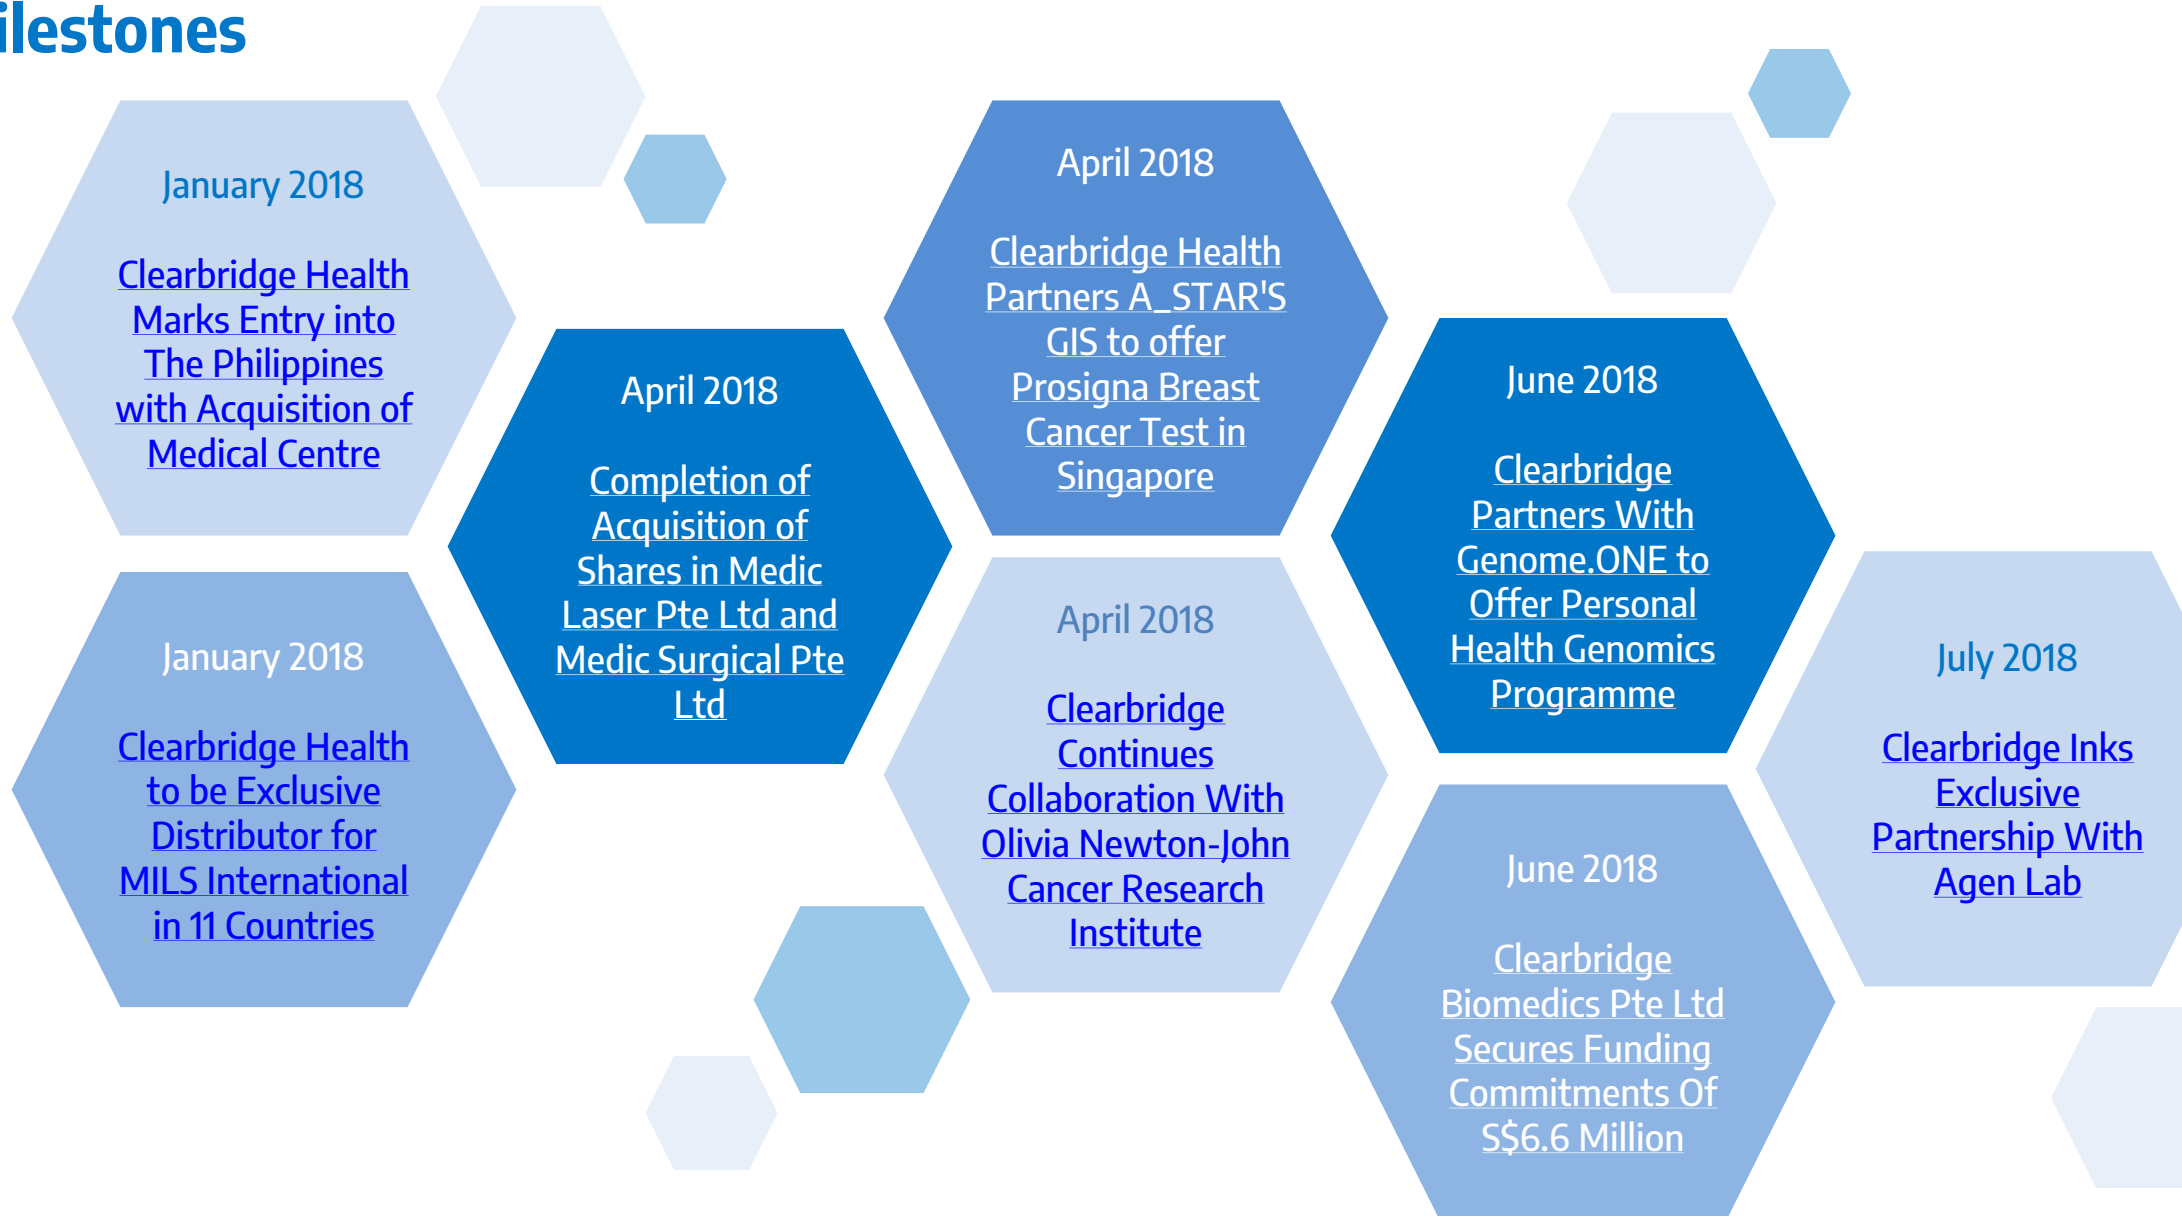 ilestones
January 2018
Clearbridge Health
Marks Entry into
The Philippines
with Acquisition of
Medical Centre
January 2018
Clearbridge Health
to be Exclusive
Distributor for
MILS International
in 11 Countries
April 2018
Completion of
Acquisition of
Shares in Medic
Laser Pte Ltd and
Medic Surgical Pte
Ltd
April 2018
Clearbridge Health
Partners A_STAR'S
GIS to offer
Prosigna Breast
Cancer Test in
Singapore
April 2018
Clearbridge
Continues
Collaboration With
Olivia Newton-John
Cancer Research
Institute
June 2018
Clearbridge
Partners With
Genome.ONE to
Offer Personal
Health Genomics
Programme
June 2018
Clearbridge
Biomedics Pte Ltd
Secures Funding
Commitments Of
S$6.6 Million
July 2018
Clearbridge Inks
Exclusive
Partnership With
Agen Lab